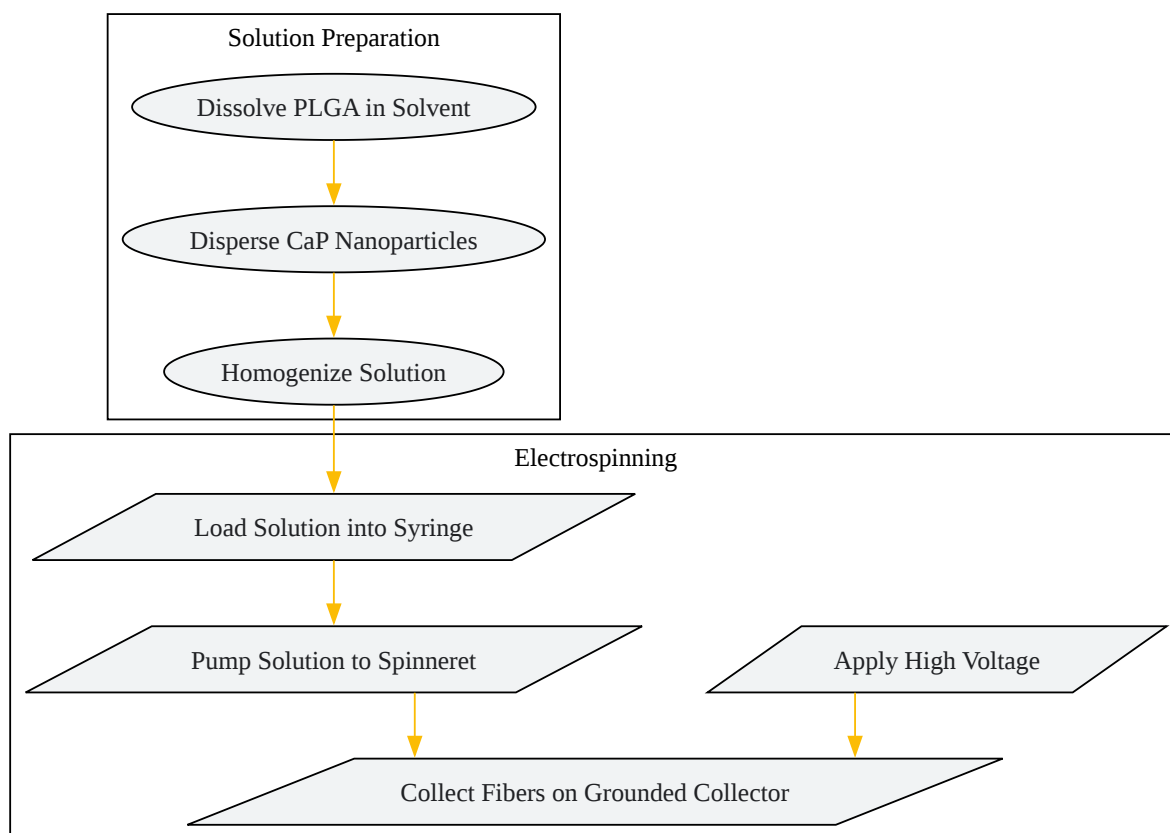 Solution Preparation
Dissolve PLGA in Solvent
Disperse CaP Nanoparticles
Homogenize Solution
Electrospinning
Load Solution into Syringe
Pump Solution to Spinneret
Apply High Voltage
Collect Fibers on Grounded Collector